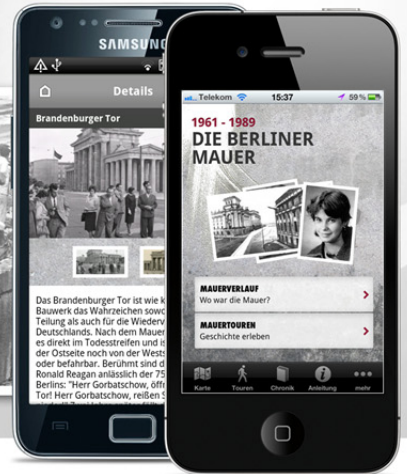 SAMSUNG
Details
Brandenburger Tor
Das Brandenburger Tor ist wie k
Bauwerk das Wahrzeichen sowo
Teilung als auch für die Wiederv
Deutschlands. Nach dem Mauer
es direkt im Todesstreifen und is
der Ostseite noch von der Wests
oder befahrbar. Berühmt sind d
Ronald Reagan anlässlich der 75
Berlins: "Herr Gorbatschow, öffn
Tor! Herr Gorbatschow, reißen S
Telekom
15:37
59%
1961 - 1989
DIE BERLINER
MAUER
MAUERVERLAUF
Wo war die Mauer?
MAUERTOUREN
Geschichte erleben
Karte
Touren
Chronik
Anleitung
mehr